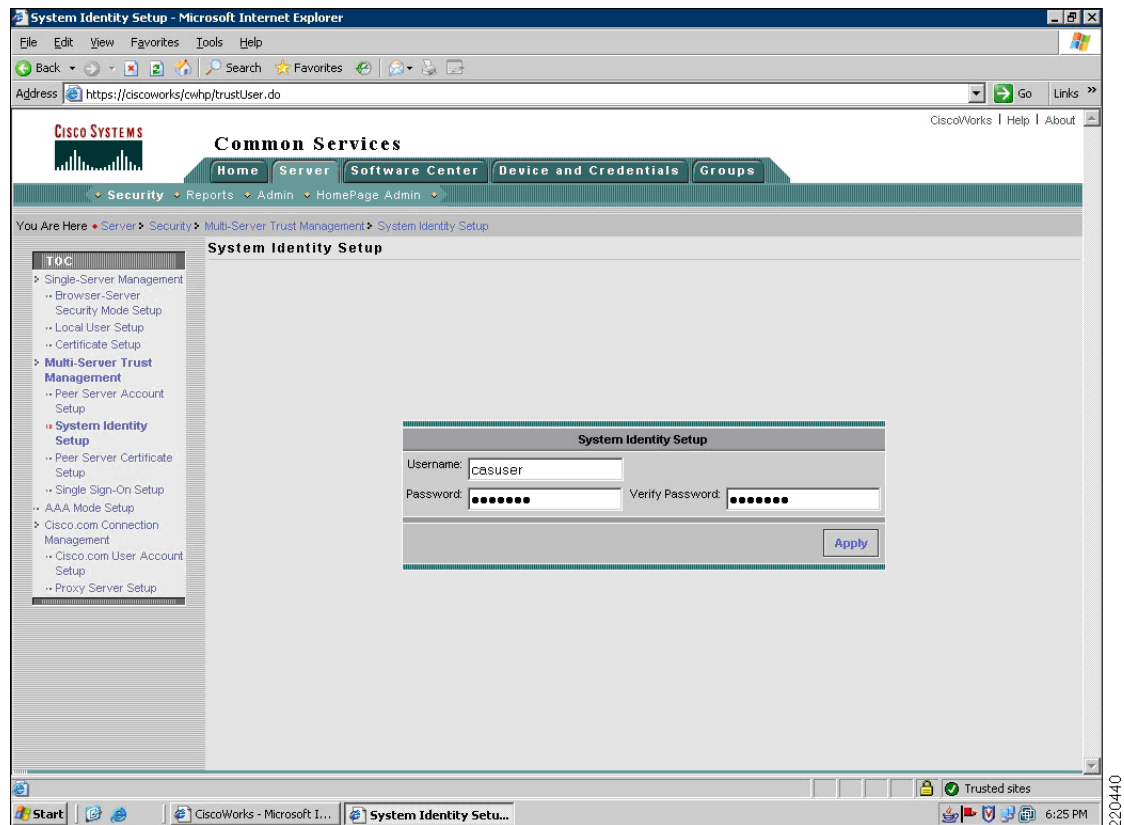 System Identity Setup - Microsoft Internet Explorer
File Edit View Favorites Tools Help
Back Search Favorites
Address https://ciscoworks/cwhp/trustUser.do Go Links »
CiscoWorks | Help | About
CISCO SYSTEMS
Common Services
Home Server Software Center Device and Credentials Groups
Security Reports Admin HomePage Admin
You Are Here Server > Security > Multi-Server Trust Management > System Identity Setup
System Identity Setup
TOC
Single-Server Management
Browser-Server
Security Mode Setup
Local User Setup
Certificate Setup
Multi-Server Trust
Management
Peer Server Account
Setup
System Identity
Setup
Peer Server Certificate
Setup
Single Sign-On Setup
AAA Mode Setup
Cisco.com Connection
Management
Cisco.com User Account
Setup
Proxy Server Setup
System Identity Setup
Username: casuser
Password: ●●●●●●● Verify Password: ●●●●●●●
Apply
Trusted sites
Start CiscoWorks - Microsoft I... System Identity Setu... 6:25 PM
220440